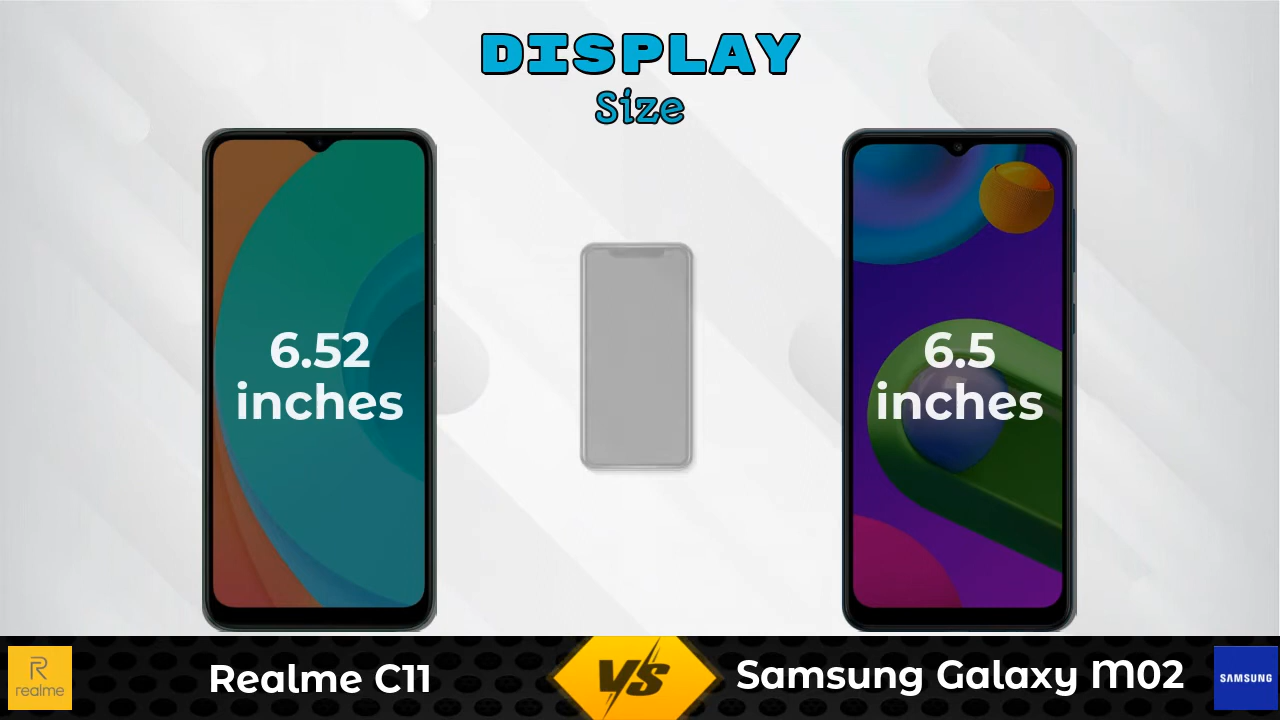 DISPLAY
Size
6.52
inches
6.5
inches
R
realme
Realme C11
VS
Samsung Galaxy M02
SAMSUNG